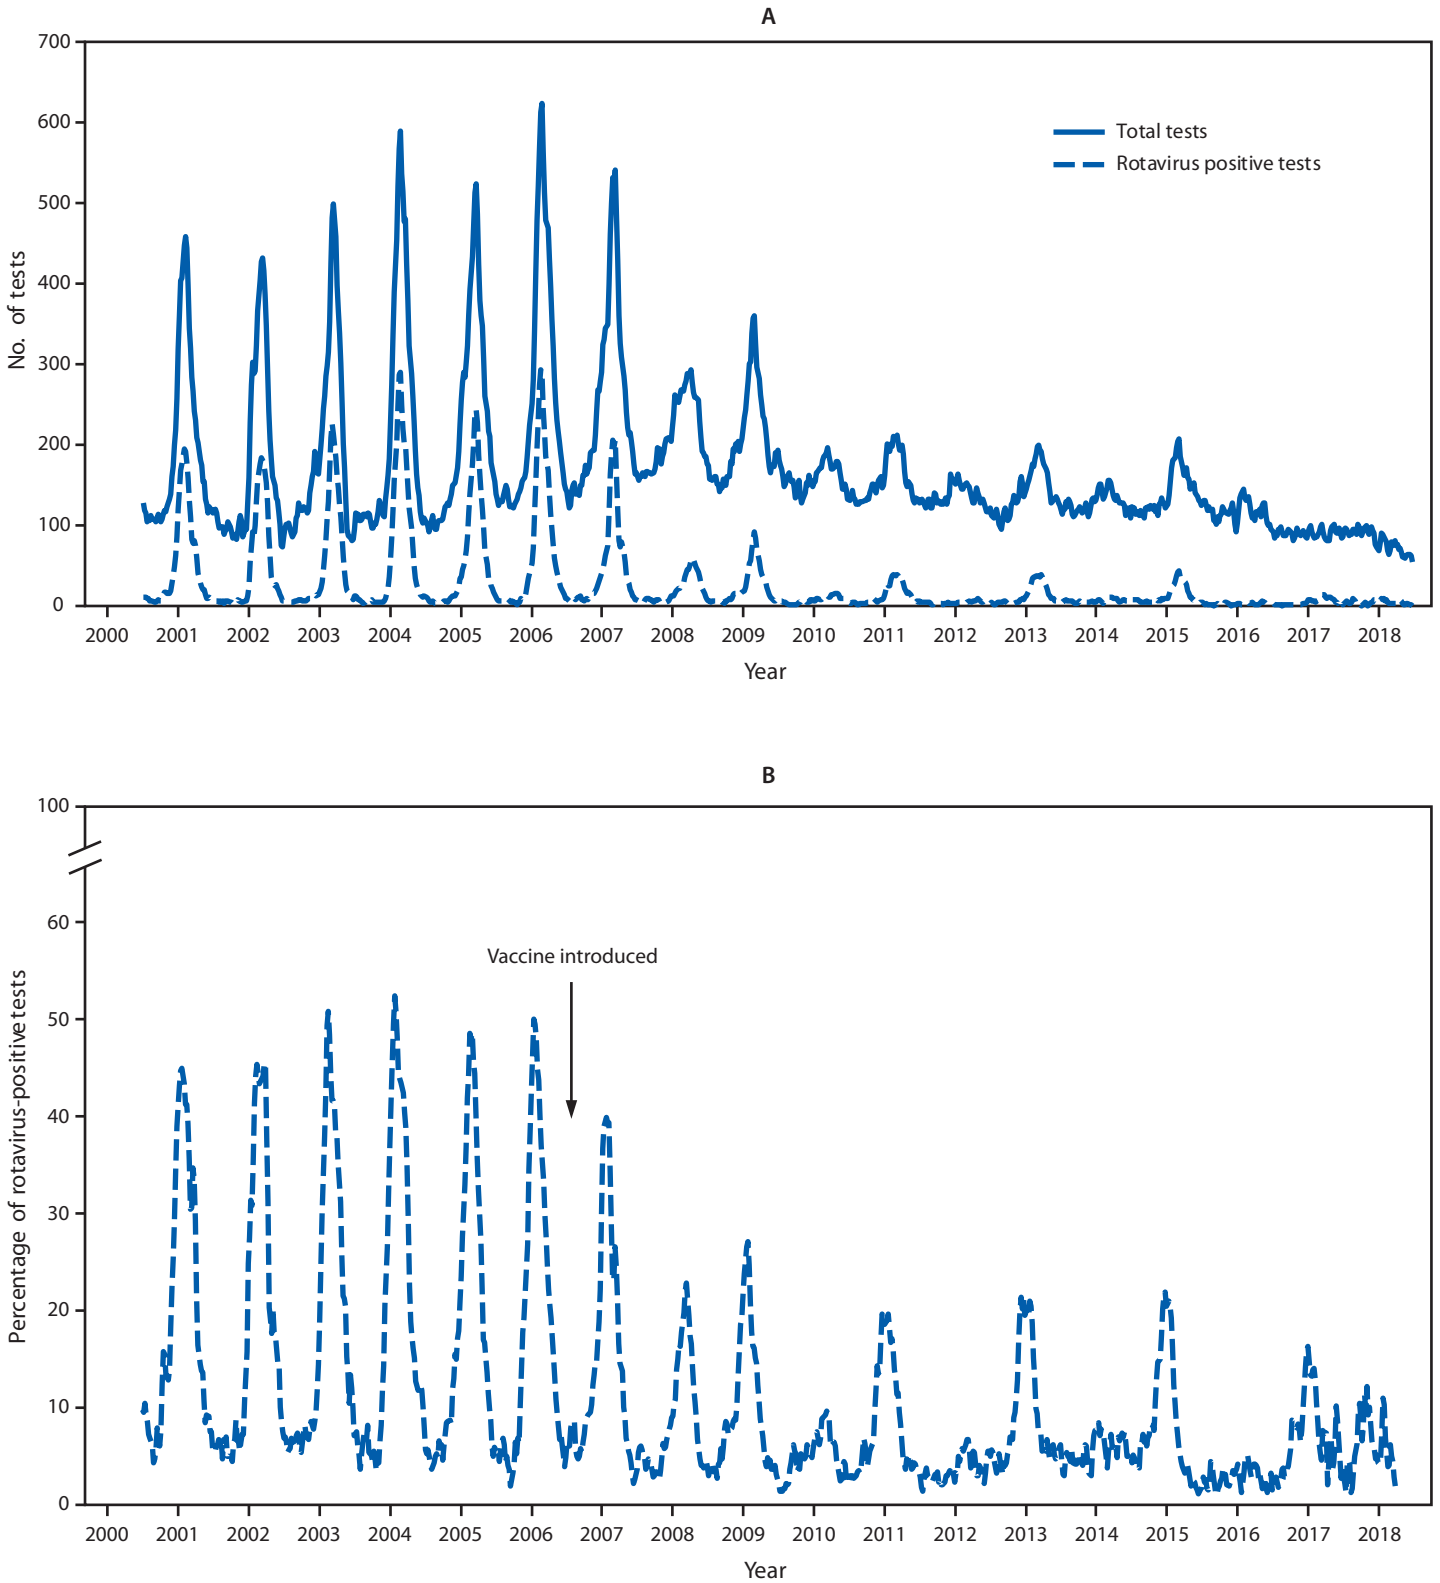 A
700
600
500
400
300
200
100
0
No. of tests
Total tests
Rotavirus positive tests
2000 2001 2002 2003 2004 2005 2006 2007 2008 2009 2010 2011 2012 2013 2014 2015 2016 2017 2018
Year
B
100
60
50
40
30
20
10
0
Percentage of rotavirus-positive tests
Vaccine introduced
2000 2001 2002 2003 2004 2005 2006 2007 2008 2009 2010 2011 2012 2013 2014 2015 2016 2017 2018
Year